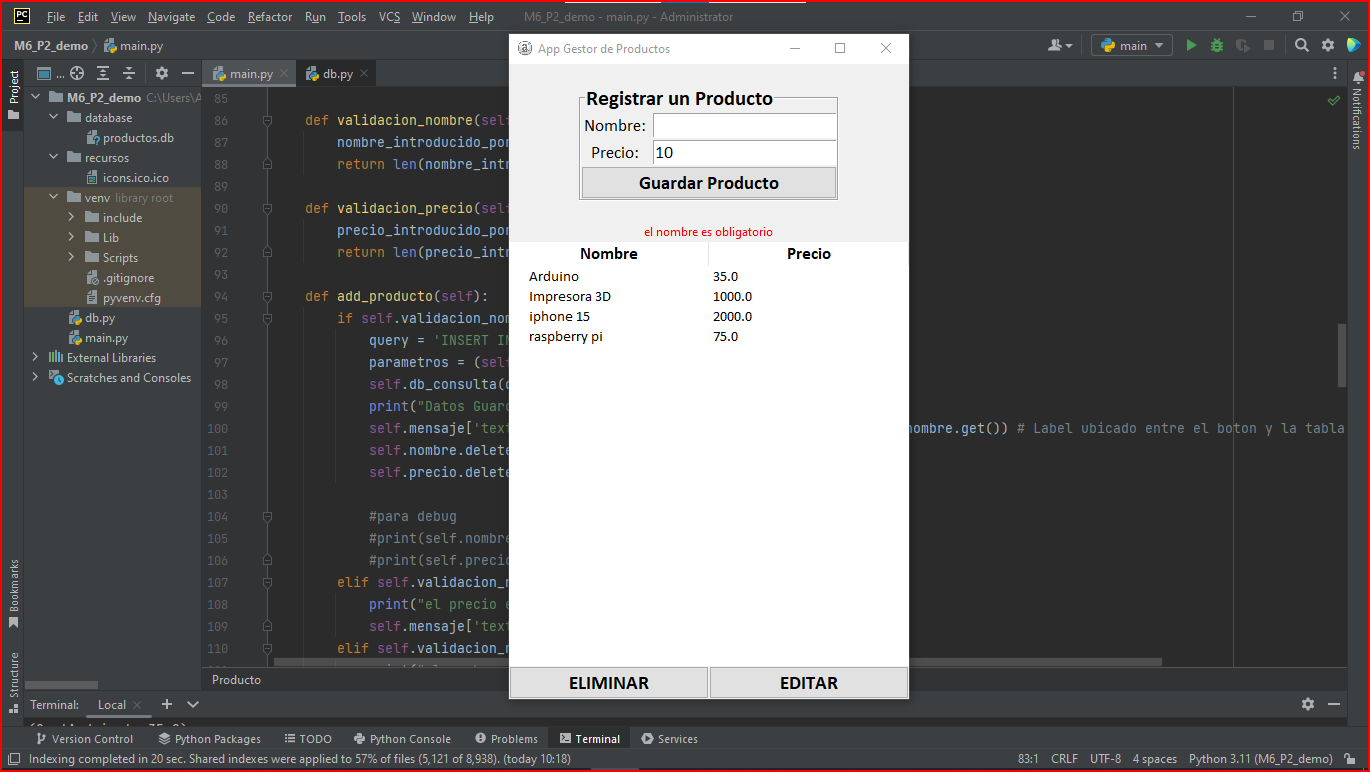 File Edit View Navigate Code Refactor Run Tools VCS Window Help M6_P2_demo - main.py - Administrator
M6_P2_demo main.py main
Project
Notifications
main.py db.py
M6_P2_demo C:\Users\A
database
productos.db
recursos
icons.ico.ico
venv library root
include
Lib
Scripts
.gitignore
pyvenv.cfg
db.py
main.py
External Libraries
Scratches and Consoles
85
86 def validacion_nombre(self
87 nombre_introducido_por
88 return len(nombre_intr
89
90 def validacion_precio(self
91 precio_introducido_por
92 return len(precio_intr
93
94 def add_producto(self):
95 if self.validacion_nom
96 query = 'INSERT IN
97 parametros = (self
98 self.db_consulta(q
99 print("Datos Guard
100 self.mensaje['text nombre.get()) # Label ubicado entre el boton y la tabla
101 self.nombre.delete
102 self.precio.delete
103
104 #para debug
105 #print(self.nombre
106 #print(self.precio
107 elif self.validacion_n
108 print("el precio e
109 self.mensaje['text
110 elif self.validacion_n
Producto
App Gestor de Productos
Registrar un Producto
Nombre:
Precio: 10
Guardar Producto
el nombre es obligatorio
Nombre Precio
Arduino 35.0
Impresora 3D 1000.0
iphone 15 2000.0
raspberry pi 75.0
ELIMINAR EDITAR
Bookmarks
Structure
Terminal: Local
Version Control Python Packages TODO Python Console Problems Terminal Services
Indexing completed in 20 sec. Shared indexes were applied to 57% of files (5,121 of 8,938). (today 10:18) 83:1 CRLF UTF-8 4 spaces Python 3.11 (M6_P2_demo)